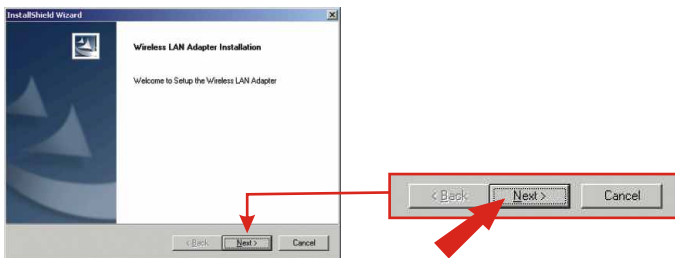 InstallShield Wizard
Wireless LAN Adapter Installation
Welcome to Setup the Wireless LAN Adapter
< Back Next > Cancel
< Back Next > Cancel